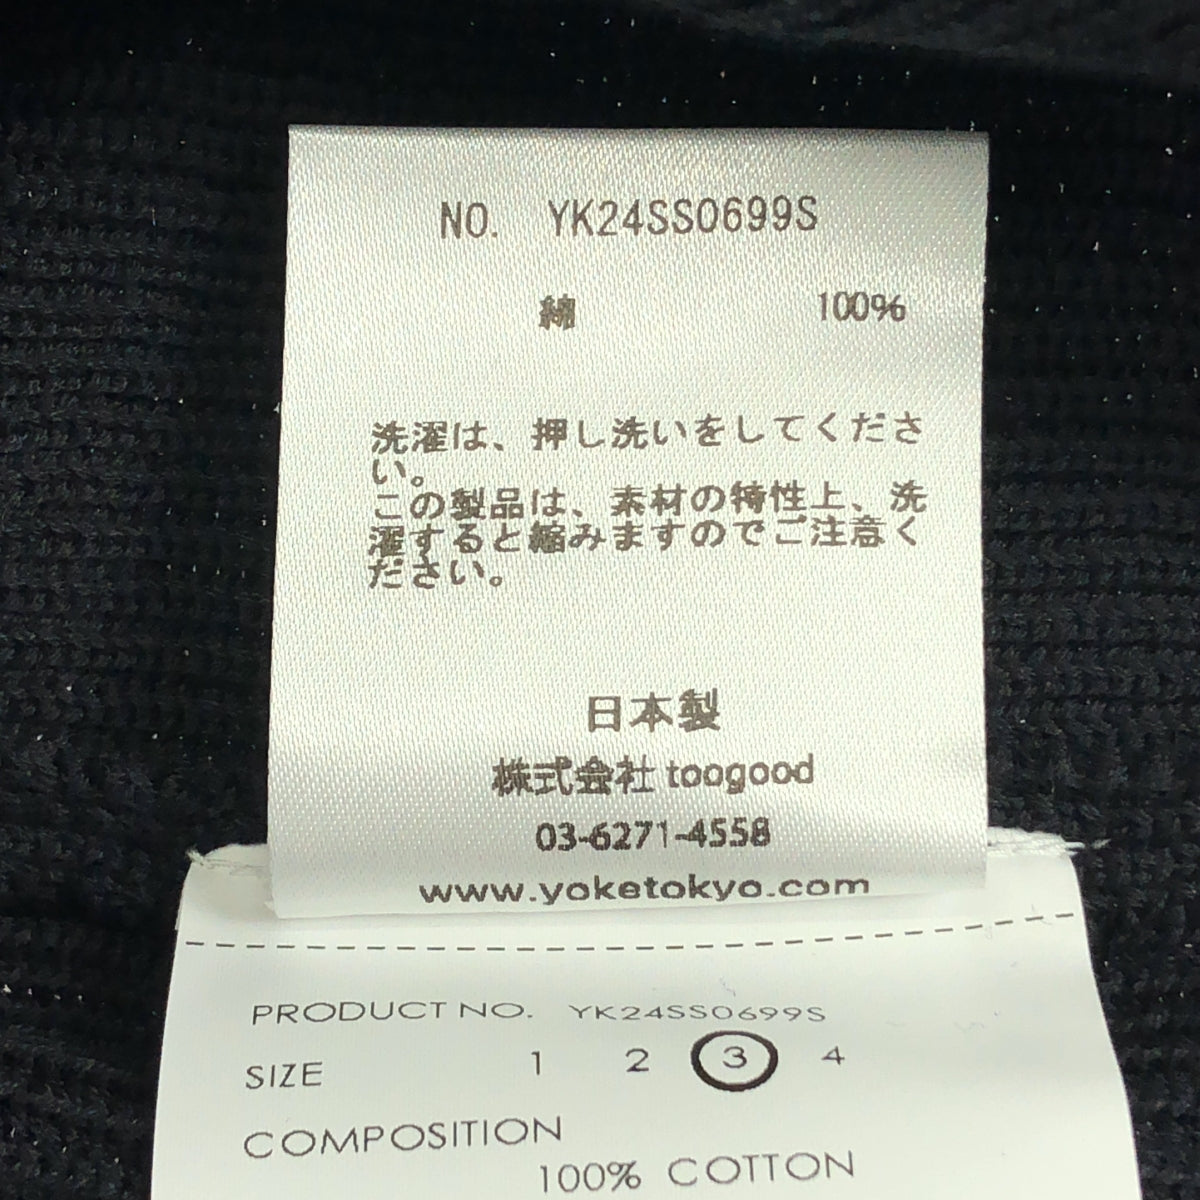 NO. YK24SS0699S
綿 100%
洗濯は、押し洗いをしてくださ
い。
この製品は、素材の特性上、洗
濯すると縮みますのでご注意く
ださい。
日本製
株式会社 toogood
03-6271-4558
www.yoketokyo.com
PRODUCT NO. YK24SS0699S
SIZE 1 2 3 4
COMPOSITION
100% COTTON